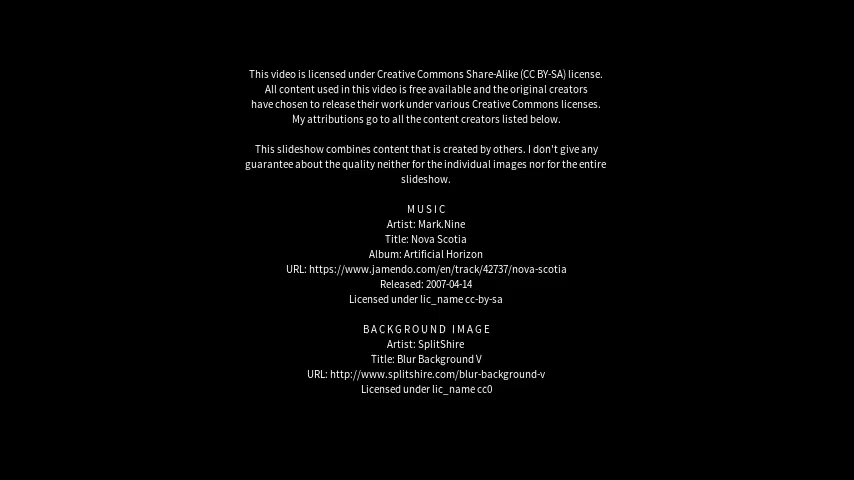 This video is licensed under Creative Commons Share-Alike (CC BY-SA) license.
All content used in this video is free available and the original creators
have chosen to release their work under various Creative Commons licenses.
My attributions go to all the content creators listed below.
This slideshow combines content that is created by others. I don't give any
guarantee about the quality neither for the individual images nor for the entire
slideshow.
MUSIC
Artist: Mark.Nine
Title: Nova Scotia
Album: Artificial Horizon
URL: https://www.jamendo.com/en/track/42737/nova-scotia
Released: 2007-04-14
Licensed under lic_name cc-by-sa
BACKGROUND IMAGE
Artist: SplitShire
Title: Blur Background V
URL: http://www.splitshire.com/blur-background-v
Licensed under lic_name cc0